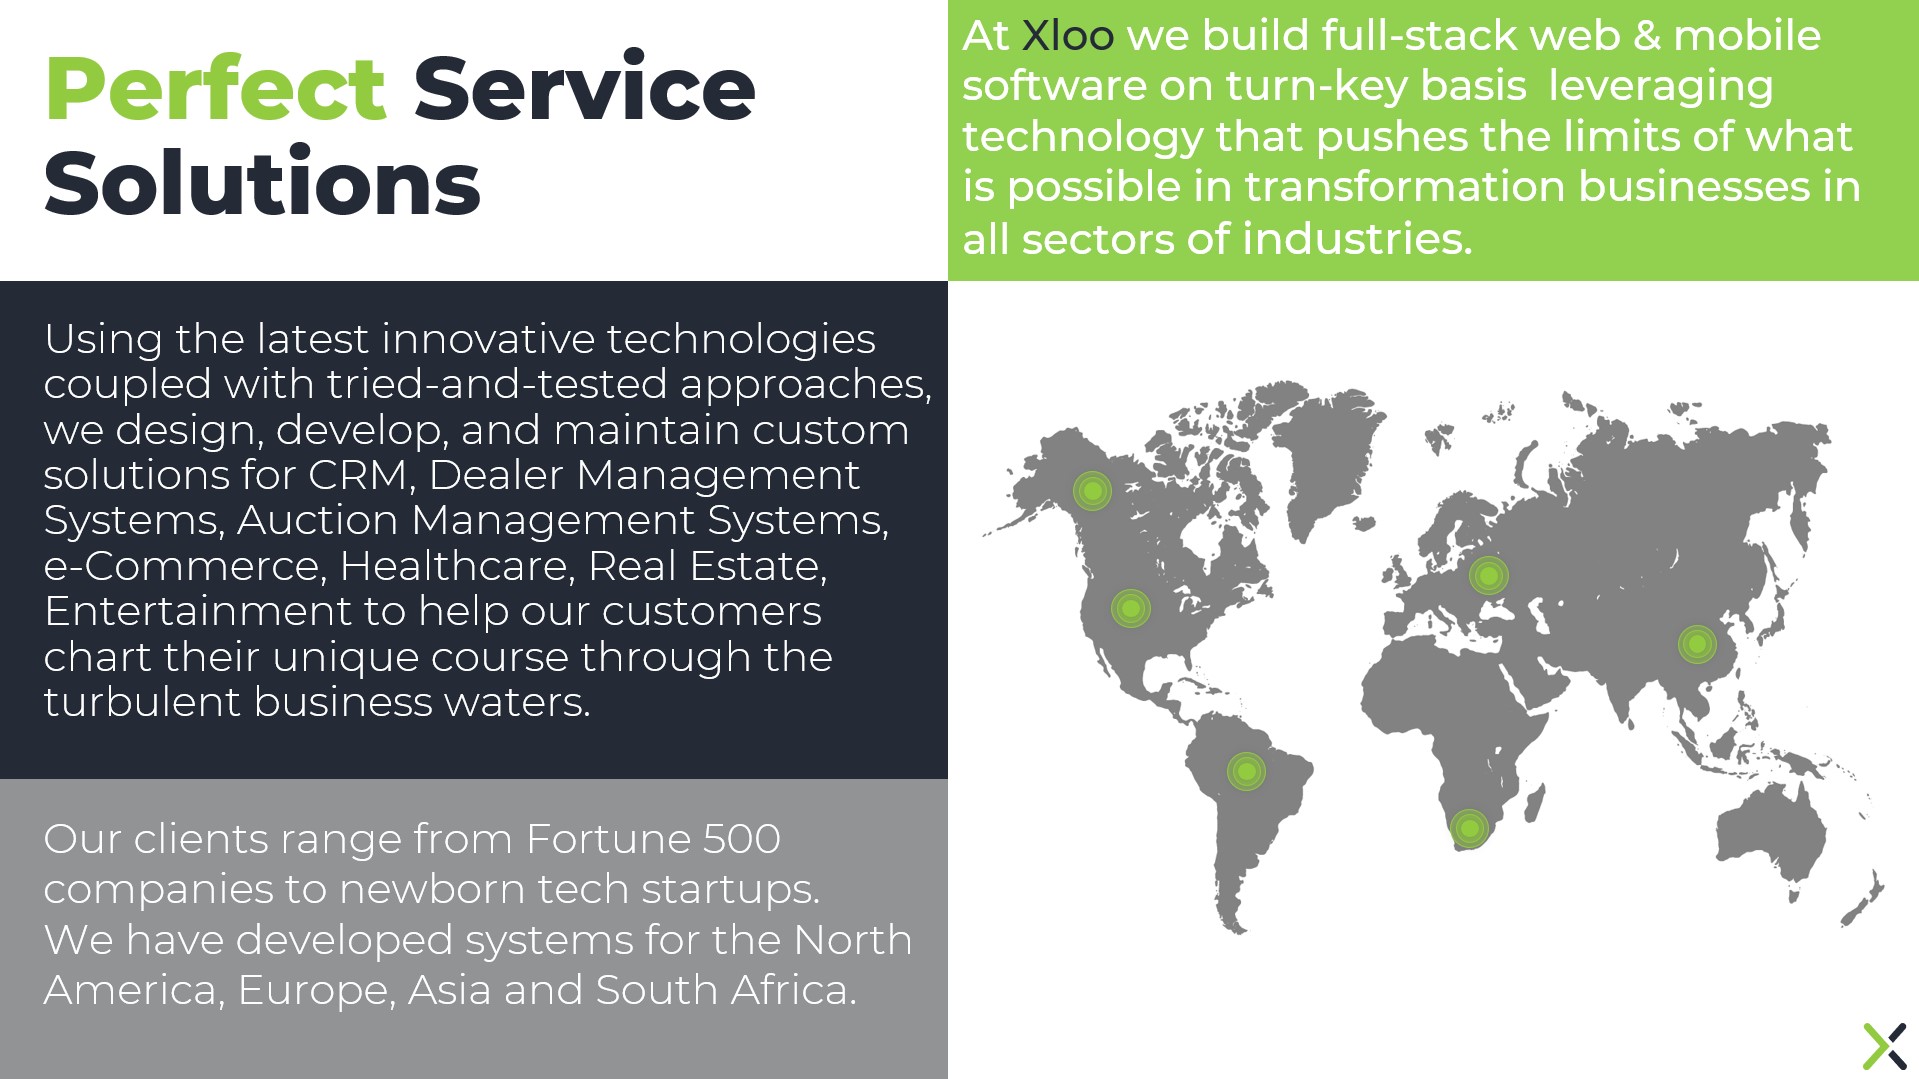 Perfect Service
Solutions
At Xloo we build full-stack web & mobile
software on turn-key basis  leveraging
technology that pushes the limits of what
is possible in transformation businesses in
all sectors of industries.
Using the latest innovative technologies
coupled with tried-and-tested approaches,
we design, develop, and maintain custom
solutions for CRM, Dealer Management
Systems, Auction Management Systems,
e-Commerce, Healthcare, Real Estate,
Entertainment to help our customers
chart their unique course through the
turbulent business waters.
Our clients range from Fortune 500
companies to newborn tech startups.
We have developed systems for the North
America, Europe, Asia and South Africa.